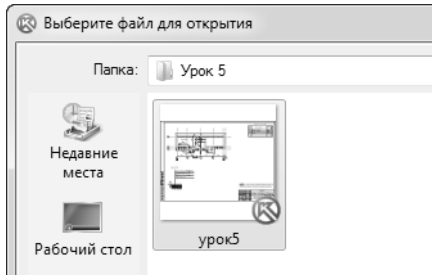 Выберите файл для открытия
Папка: Урок 5
Недавние
места
Рабочий стол
урок5